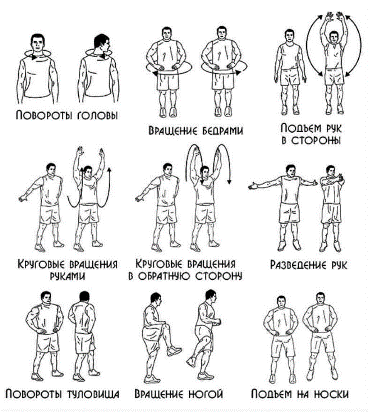 Повороты головы
Вращение бедрами
Подъем рук
в стороны
Круговые вращения
руками
Круговые вращения
в обратную сторону
Разведение рук
Повороты туловища
Вращение ногой
Подъем на носки